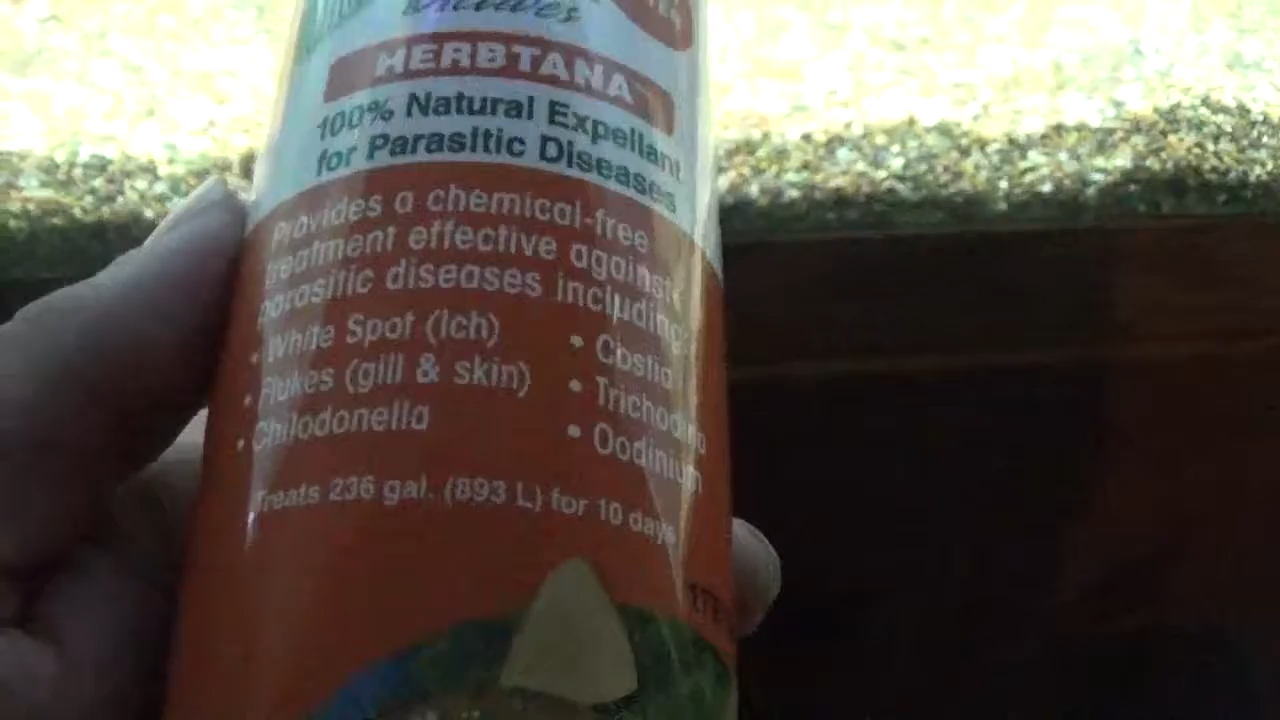 HERBTANA
100% Natural Expellant
for Parasitic Diseases
Provides a chemical-free
treatment effective against
parasitic diseases including:
• White Spot (Ich)
• Flukes (gill & skin)
• Chilodonella
• Costia
• Trichodina
• Oodinium
Treats 236 gal. (893 L) for 10 days